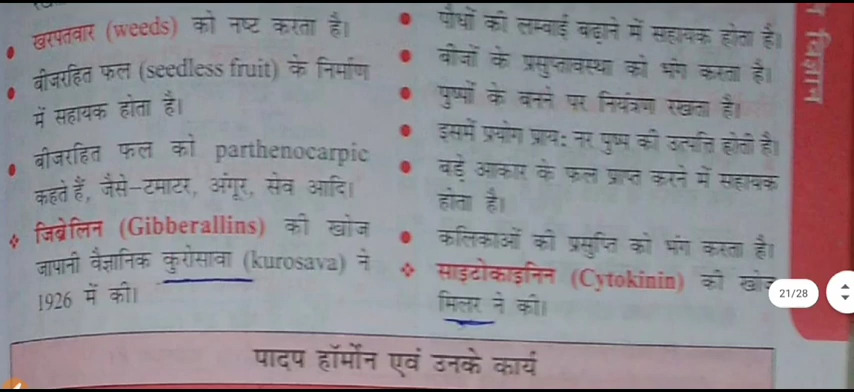 खरपतवार (weeds) को नष्ट करता है।
बीजरहित फल (seedless fruit) के निर्माण
में सहायक होता है।
बीजरहित फल को parthenocarpic
कहते हैं, जैसे-टमाटर, अंगूर, सेव आदि।
जिब्रेलिन (Gibberallins) की खोज
जापानी वैज्ञानिक कुरोसावा (kurosava) ने
1926 में की।
पौधों की लम्बाई बढ़ाने में सहायक होता है।
बीजों के प्रसुप्तावस्था को भंग करता है।
पुष्पों के बनने पर नियंत्रण रखता है।
इसमें प्रयोग प्रायः नर पुष्प की उत्पत्ति होती है।
बड़े आकार के फल प्राप्त करने में सहायक
होता है।
कलिकाओं की प्रसुप्ति को भंग करता है।
साइटोकाइनिन (Cytokinin) की खोज
मिलर ने की।
पादप हॉर्मोन एवं उनके कार्य
विज्ञान
21/28